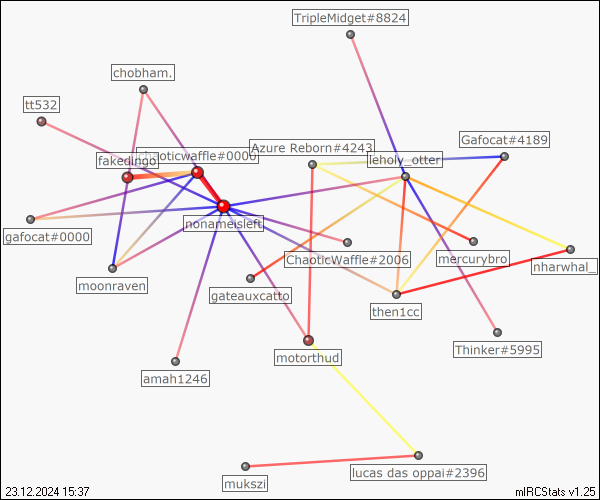 TripleMidget#8824
chobham.
tt532
Azure Reborn#4243
Gafocat#4189
chaoticwaffle#0000
leholy_otter
fakedingo
nonameisleft
gafocat#0000
ChaoticWaffle#2006
mercurybro
nharwhal_
moonraven
gateauxcatto
then1cc
motorthud
Thinker#5995
amah1246
lucas das oppai#2396
mukszi
23.12.2024 15:37
mIRCStats v1.25